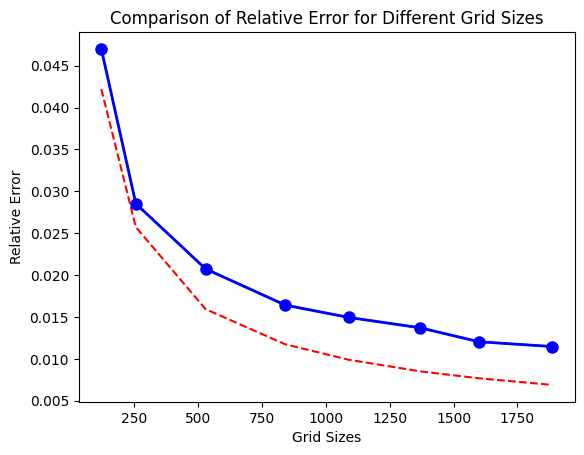 Comparison of Relative Error for Different Grid Sizes
0.045
0.040
0.035
0.030
0.025
0.020
0.015
0.010
0.005
Relative Error
250 500 750 1000 1250 1500 1750
Grid Sizes